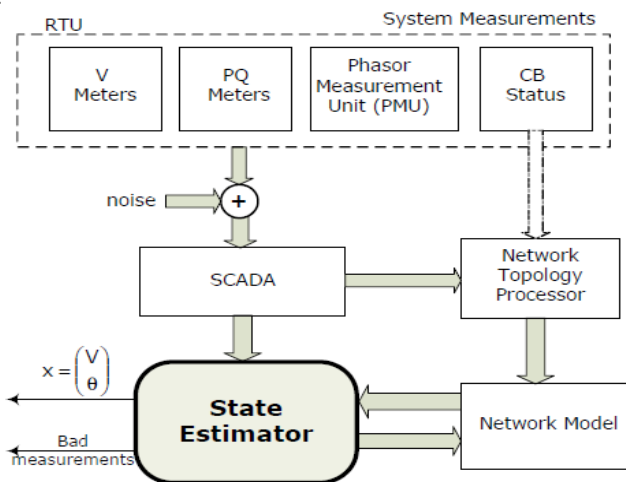 RTU
System Measurements
V
Meters
PQ
Meters
Phasor
Measurement
Unit (PMU)
CB
Status
noise
+
SCADA
Network
Topology
Processor
x = (V
θ)
State
Estimator
Bad
measurements
Network Model